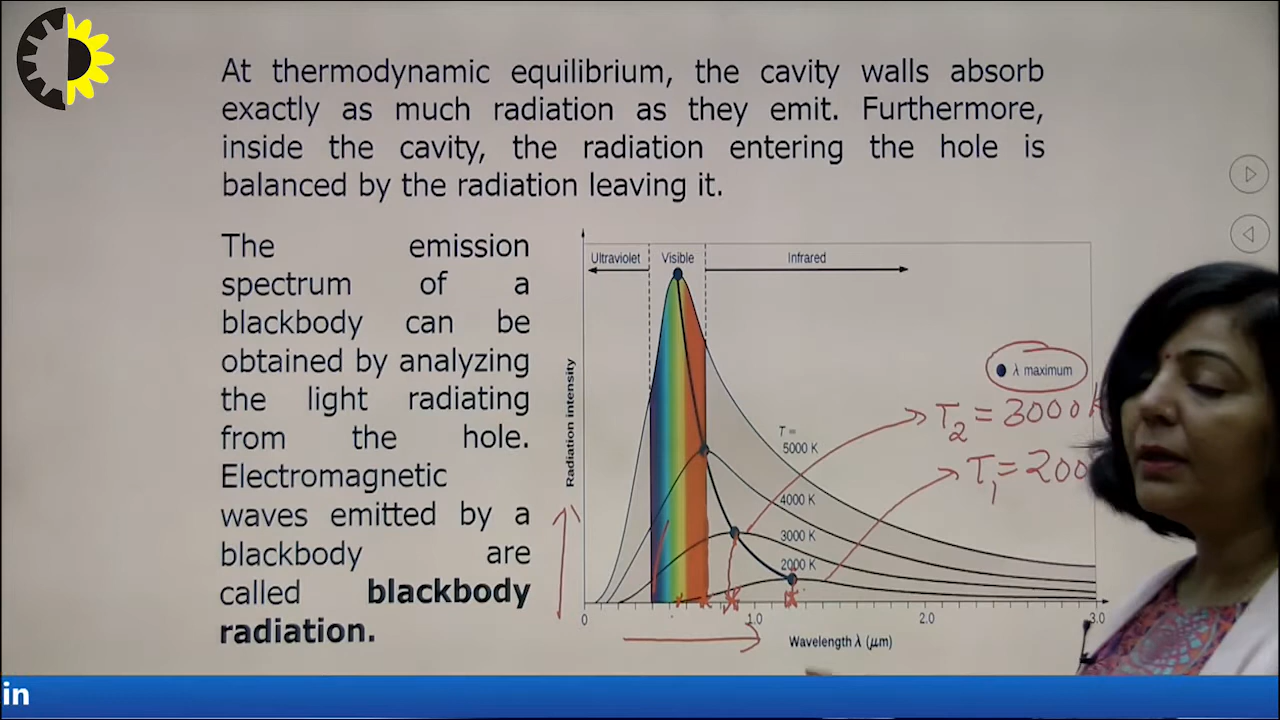 At thermodynamic equilibrium, the cavity walls absorb
exactly as much radiation as they emit. Furthermore,
inside the cavity, the radiation entering the hole is
balanced by the radiation leaving it.
The emission
spectrum of a
blackbody can be
obtained by analyzing
the light radiating
from the hole.
Electromagnetic
waves emitted by a
blackbody are
called blackbody
radiation.
Ultraviolet
Visible
Infrared
Radiation intensity
λ maximum
T₂ = 3000 K
T₁ = 200
T =
5000 K
4000 K
3000 K
2000 K
0
1.0
2.0
3.0
Wavelength λ (μm)
in